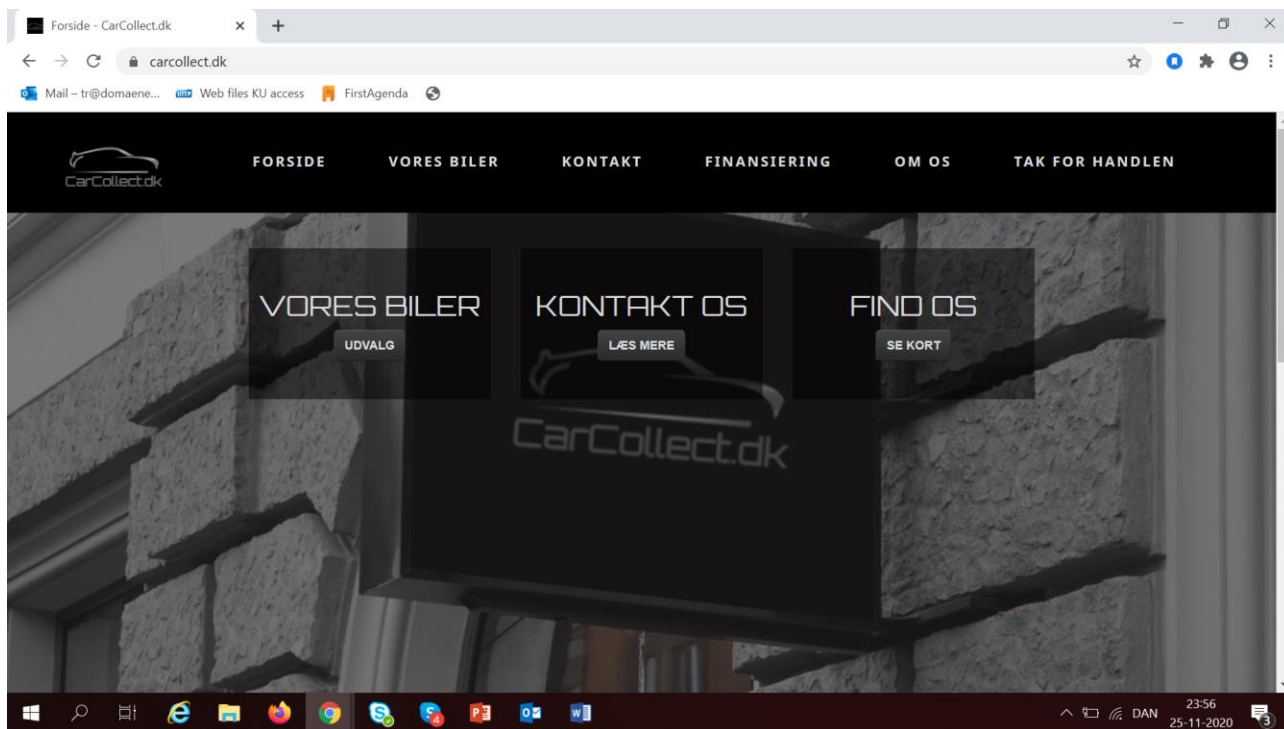 Forside - CarCollect.dk
carcollect.dk
Mail – tr@domaene...
Web files KU access
FirstAgenda
CarCollect.dk
FORSIDE
VORES BILER
KONTAKT
FINANSIERING
OM OS
TAK FOR HANDLEN
VORES BILER
UDVALG
KONTAKT OS
LÆS MERE
FIND OS
SE KORT
CarCollect.dk
DAN
23:56
25-11-2020
3